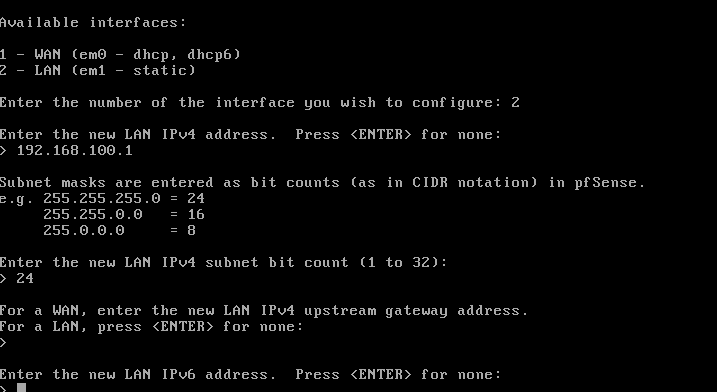 Available interfaces:
1 - WAN (em0 - dhcp, dhcp6)
2 - LAN (em1 - static)
Enter the number of the interface you wish to configure: 2
Enter the new LAN IPv4 address.  Press <ENTER> for none:
> 192.168.100.1
Subnet masks are entered as bit counts (as in CIDR notation) in pfSense.
e.g. 255.255.255.0 = 24
     255.255.0.0   = 16
     255.0.0.0     = 8
Enter the new LAN IPv4 subnet bit count (1 to 32):
> 24
For a WAN, enter the new LAN IPv4 upstream gateway address.
For a LAN, press <ENTER> for none:
>
Enter the new LAN IPv6 address.  Press <ENTER> for none:
>